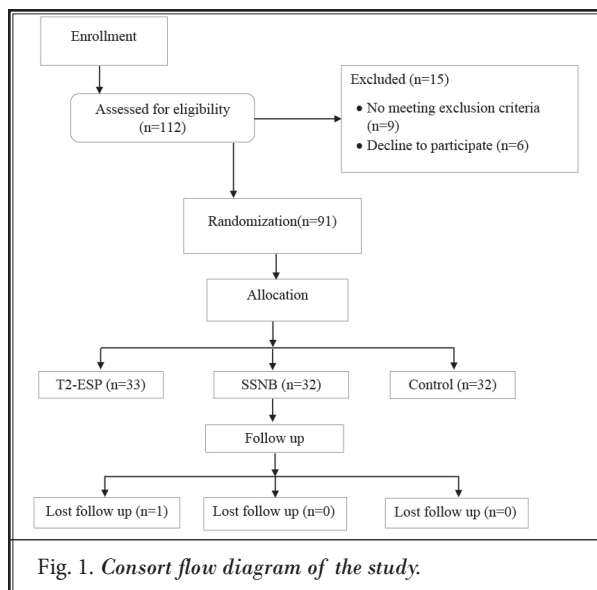 Enrollment
Assessed for eligibility
(n=112)
Excluded (n=15)
• No meeting exclusion criteria
(n=9)
• Decline to participate (n=6)
Randomization(n=91)
Allocation
T2-ESP (n=33)
SSNB (n=32)
Control (n=32)
Follow up
Lost follow up (n=1)
Lost follow up (n=0)
Lost follow up (n=0)
Fig. 1. Consort flow diagram of the study.